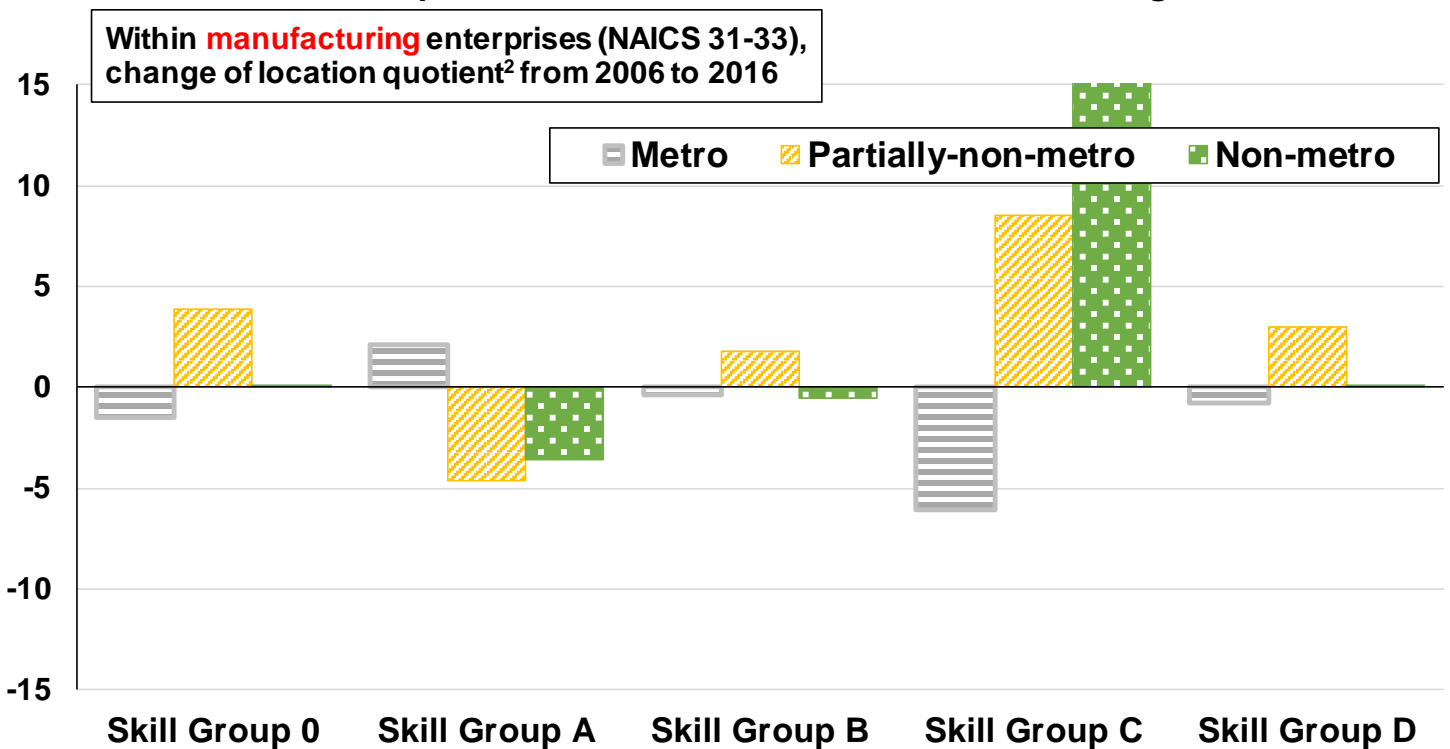 Within manufacturing enterprises (NAICS 31-33),
change of location quotient² from 2006 to 2016
Metro Partially-non-metro Non-metro
15
10
5
0
-5
-10
-15
Skill Group 0 Skill Group A Skill Group B Skill Group C Skill Group D